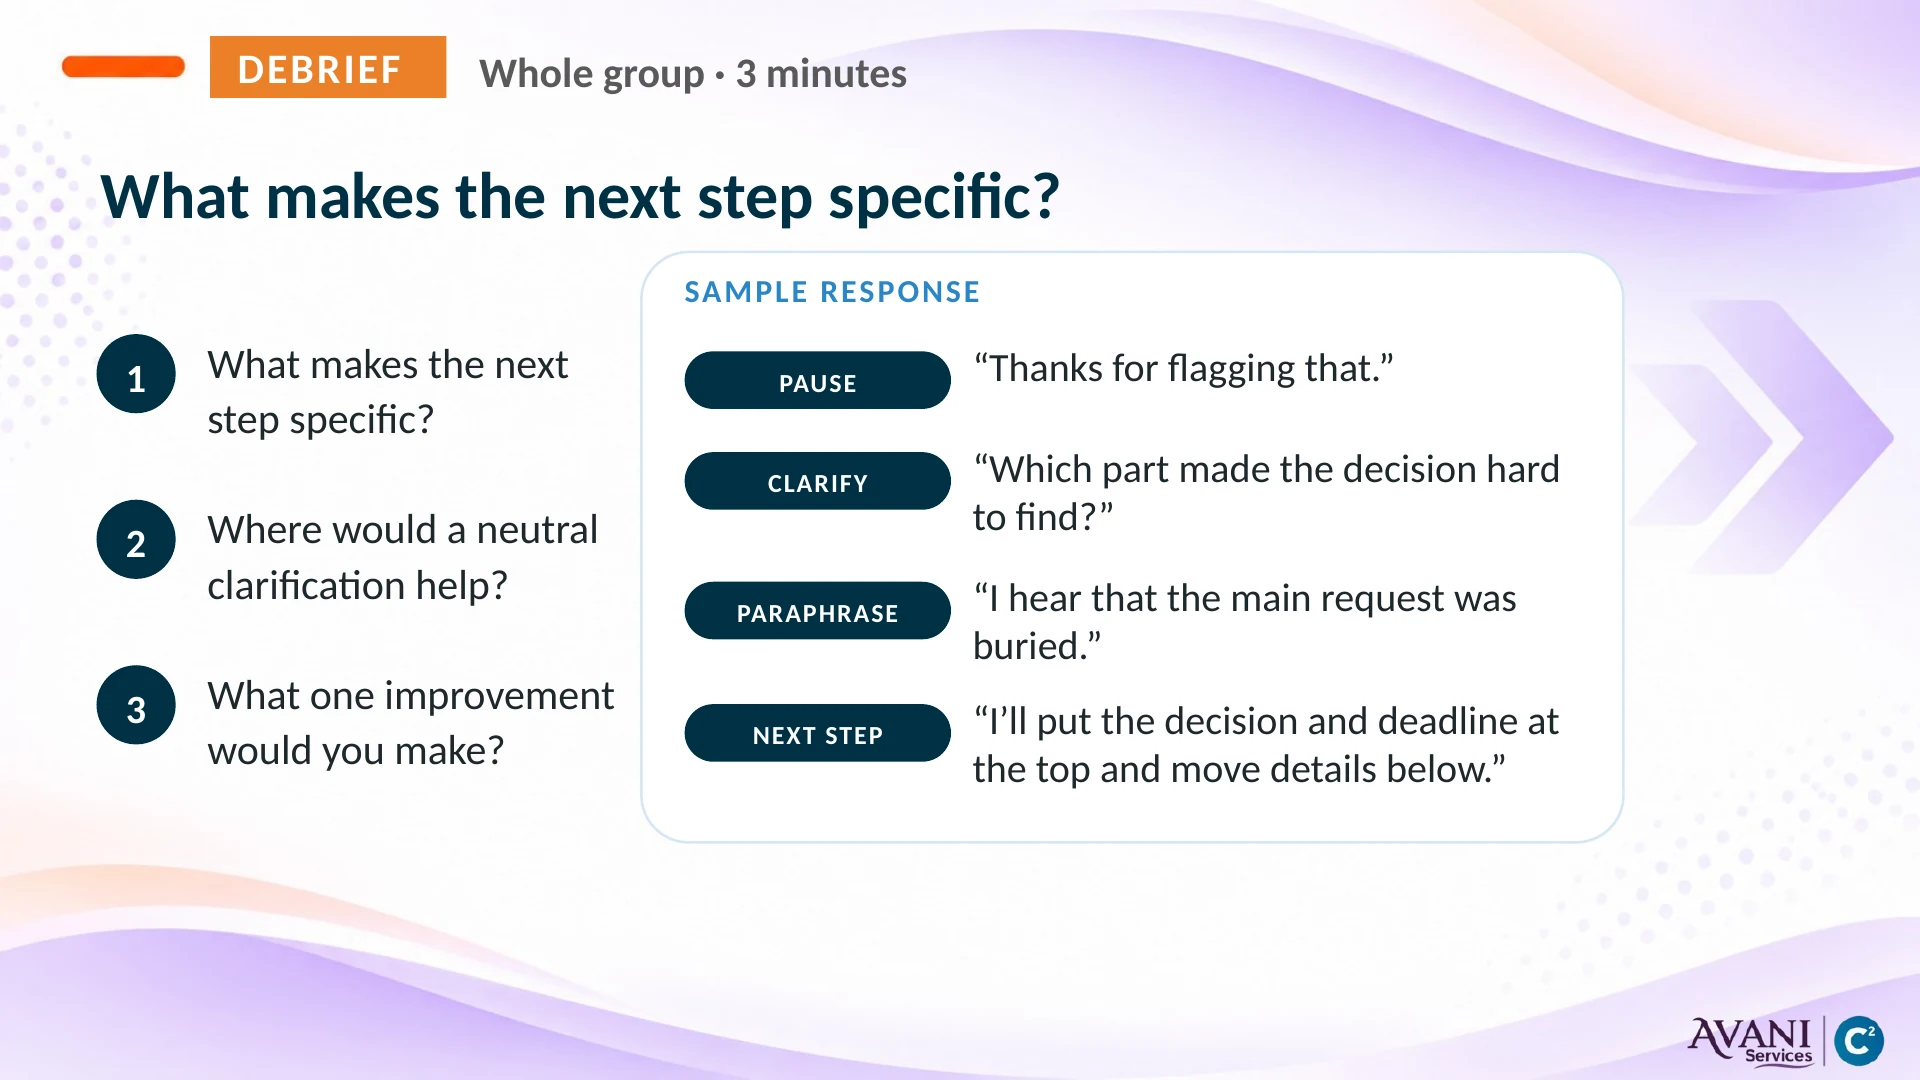 DEBRIEF
Whole group · 3 minutes
What makes the next step specific?
1
What makes the next
step specific?
2
Where would a neutral
clarification help?
3
What one improvement
would you make?
SAMPLE RESPONSE
PAUSE
“Thanks for flagging that.”
CLARIFY
“Which part made the decision hard
to find?”
PARAPHRASE
“I hear that the main request was
buried.”
NEXT STEP
“I’ll put the decision and deadline at
the top and move details below.”
AVANI
Services
C²